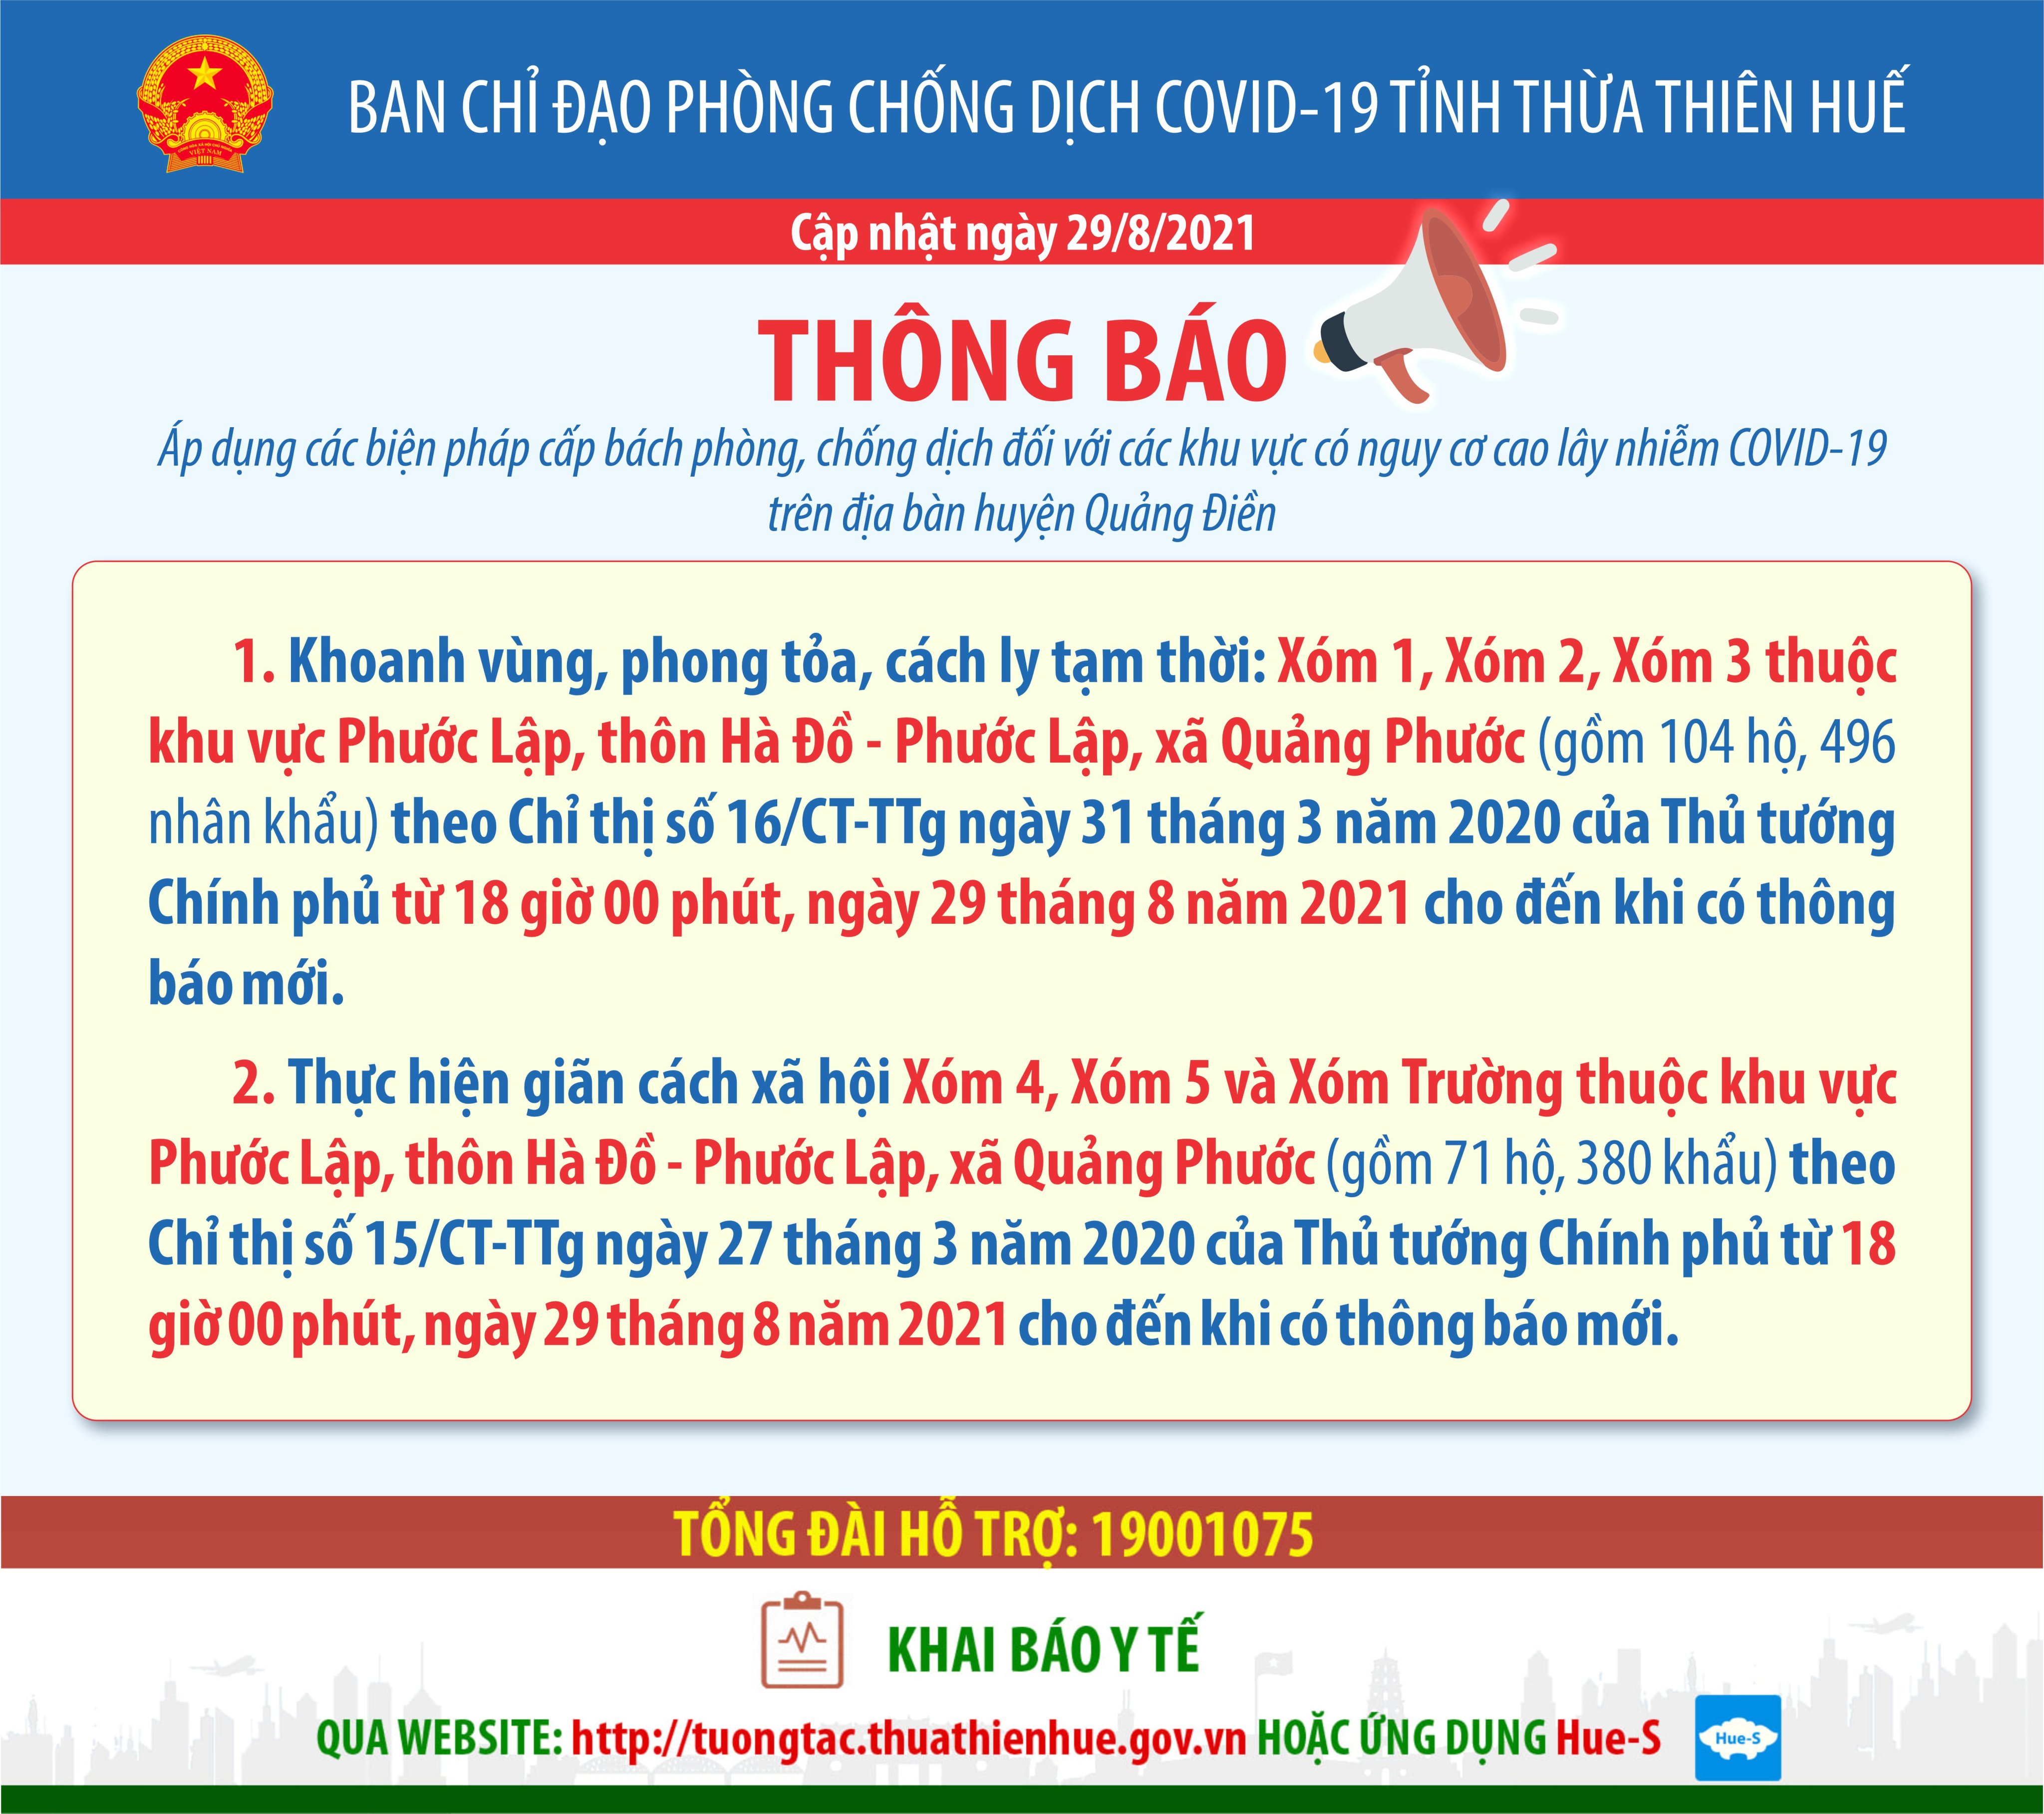 BAN CHỈ ĐẠO PHÒNG CHỐNG DỊCH COVID-19 TỈNH THỪA THIÊN HUẾ
VIỆT NAM
Cập nhật ngày 29/8/2021
THÔNG BÁO
Áp dụng các biện pháp cấp bách phòng, chống dịch đối với các khu vực có nguy cơ cao lây nhiễm COVID-19
trên địa bàn huyện Quảng Điền
1. Khoanh vùng, phong tỏa, cách ly tạm thời: Xóm 1, Xóm 2, Xóm 3 thuộc
khu vực Phước Lập, thôn Hà Đồ - Phước Lập, xã Quảng Phước (gồm 104 hộ, 496
nhân khẩu) theo Chỉ thị số 16/CT-TTg ngày 31 tháng 3 năm 2020 của Thủ tướng
Chính phủ từ 18 giờ 00 phút, ngày 29 tháng 8 năm 2021 cho đến khi có thông
báo mới.
2. Thực hiện giãn cách xã hội Xóm 4, Xóm 5 và Xóm Trường thuộc khu vực
Phước Lập, thôn Hà Đồ - Phước Lập, xã Quảng Phước (gồm 71 hộ, 380 khẩu) theo
Chỉ thị số 15/CT-TTg ngày 27 tháng 3 năm 2020 của Thủ tướng Chính phủ từ 18
giờ 00 phút, ngày 29 tháng 8 năm 2021 cho đến khi có thông báo mới.
TỔNG ĐÀI HỖ TRỢ: 19001075
KHAI BÁO Y TẾ
QUA WEBSITE: http://tuongtac.thuathienhue.gov.vn HOẶC ỨNG DỤNG Hue-S
Hue-S